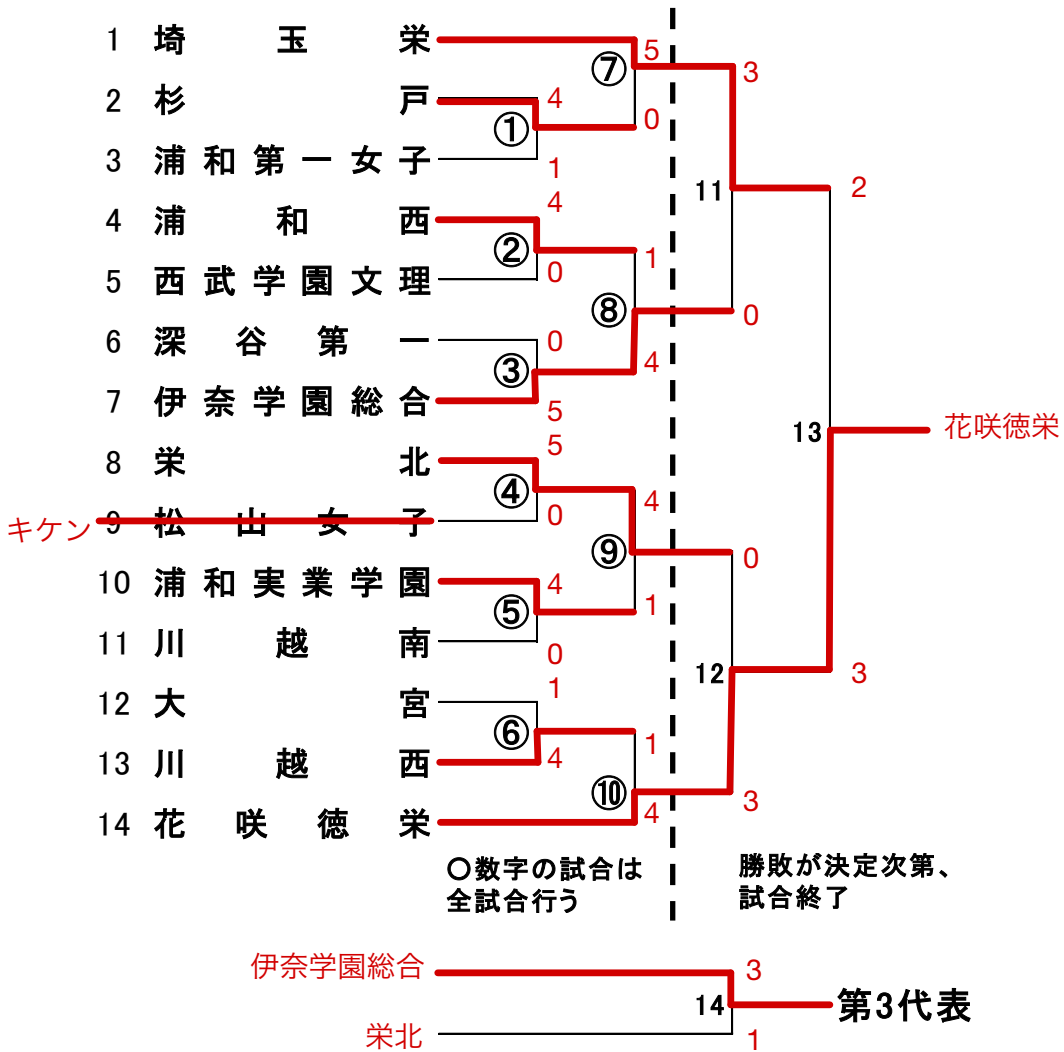 1 埼玉栄
5
⑦
3
2 杉戸
4
①
0
3 浦和第一女子
1
11
2
4 浦和西
4
②
1
5 西武学園文理
0
⑧
0
6 深谷第一
0
③
4
7 伊奈学園総合
5
13
花咲徳栄
8 栄北
5
④
4
キケン
9 松山女子
0
⑨
0
10 浦和実業学園
4
⑤
1
11 川越南
0
12
3
12 大宮
1
⑥
1
13 川越西
4
⑩
3
14 花咲徳栄
4
〇数字の試合は
全試合行う
勝敗が決定次第、
試合終了
伊奈学園総合
3
14
第3代表
栄北
1